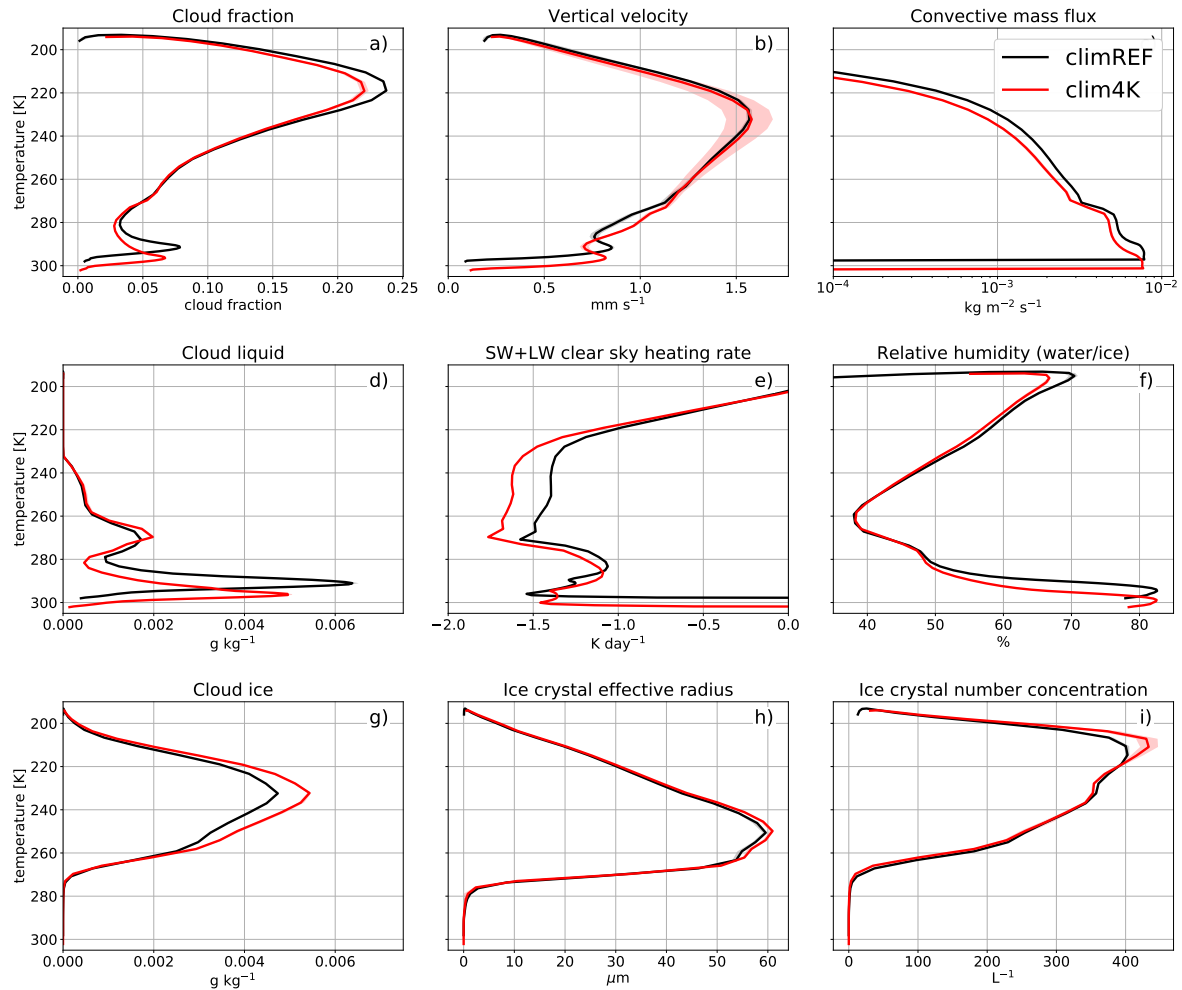 Cloud fraction
Vertical velocity
Convective mass flux
a)
b)
)
climREF
clim4K
temperature [K]
200
220
240
260
280
300
0.00
0.05
0.10
0.15
0.20
0.25
cloud fraction
0.0
0.5
1.0
1.5
mm s⁻¹
10⁻⁴
10⁻³
10⁻²
kg m⁻² s⁻¹
Cloud liquid
SW+LW clear sky heating rate
Relative humidity (water/ice)
d)
e)
f)
temperature [K]
200
220
240
260
280
300
0.000
0.002
0.004
0.006
g kg⁻¹
−2.0
−1.5
−1.0
−0.5
0.0
K day⁻¹
40
50
60
70
80
%
Cloud ice
Ice crystal effective radius
Ice crystal number concentration
g)
h)
i)
temperature [K]
200
220
240
260
280
300
0.000
0.002
0.004
0.006
g kg⁻¹
0
10
20
30
40
50
60
μm
0
100
200
300
400
L⁻¹